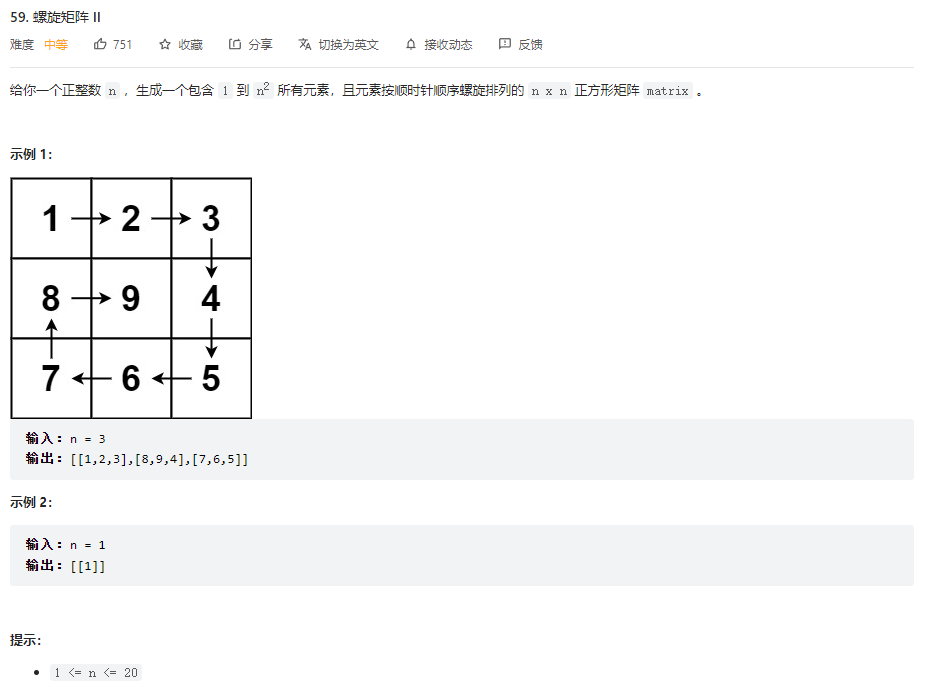 59. 螺旋矩阵 II
难度 中等 751 收藏 分享 切换为英文 接收动态 反馈
给你一个正整数 n ，生成一个包含 1 到 n² 所有元素，且元素按顺时针顺序螺旋排列的 n x n 正方形矩阵 matrix 。
示例 1：
1 2 3
8 9 4
7 6 5
输入：n = 3
输出：[[1,2,3],[8,9,4],[7,6,5]]
示例 2：
输入：n = 1
输出：[[1]]
提示：
1 <= n <= 20